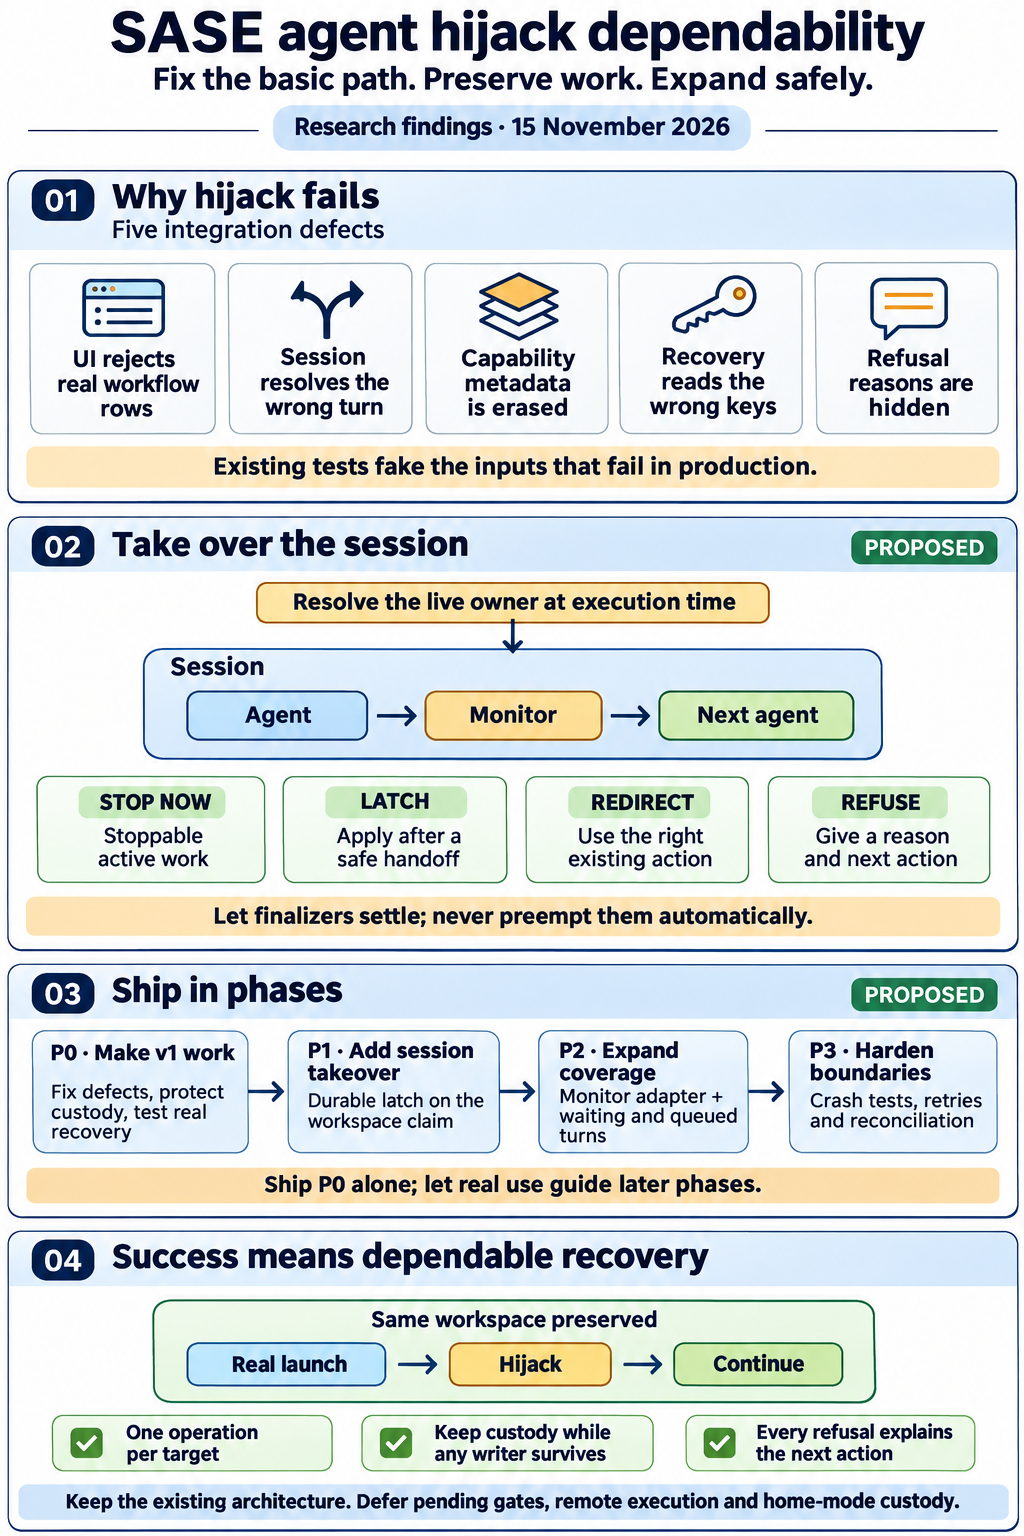 SASE agent hijack dependability
Fix the basic path. Preserve work. Expand safely.
Research findings · 15 November 2026
01
Why hijack fails
Five integration defects
UI rejects
real workflow
rows
Session
resolves the
wrong turn
Capability
metadata
is erased
Recovery
reads the
wrong keys
Refusal
reasons are
hidden
Existing tests fake the inputs that fail in production.
02
Take over the session
PROPOSED
Resolve the live owner at execution time
Session
Agent
Monitor
Next agent
STOP NOW
Stoppable
active work
LATCH
Apply after a
safe handoff
REDIRECT
Use the right
existing action
REFUSE
Give a reason
and next action
Let finalizers settle; never preempt them automatically.
03
Ship in phases
PROPOSED
P0 · Make v1 work
Fix defects, protect
custody, test real
recovery
P1 · Add session
takeover
Durable latch on the
workspace claim
P2 · Expand
coverage
Monitor adapter +
waiting and queued
turns
P3 · Harden
boundaries
Crash tests, retries
and reconciliation
Ship P0 alone; let real use guide later phases.
04
Success means dependable recovery
Same workspace preserved
Real launch
Hijack
Continue
One operation
per target
Keep custody while
any writer survives
Every refusal explains
the next action
Keep the existing architecture. Defer pending gates, remote execution and home-mode custody.